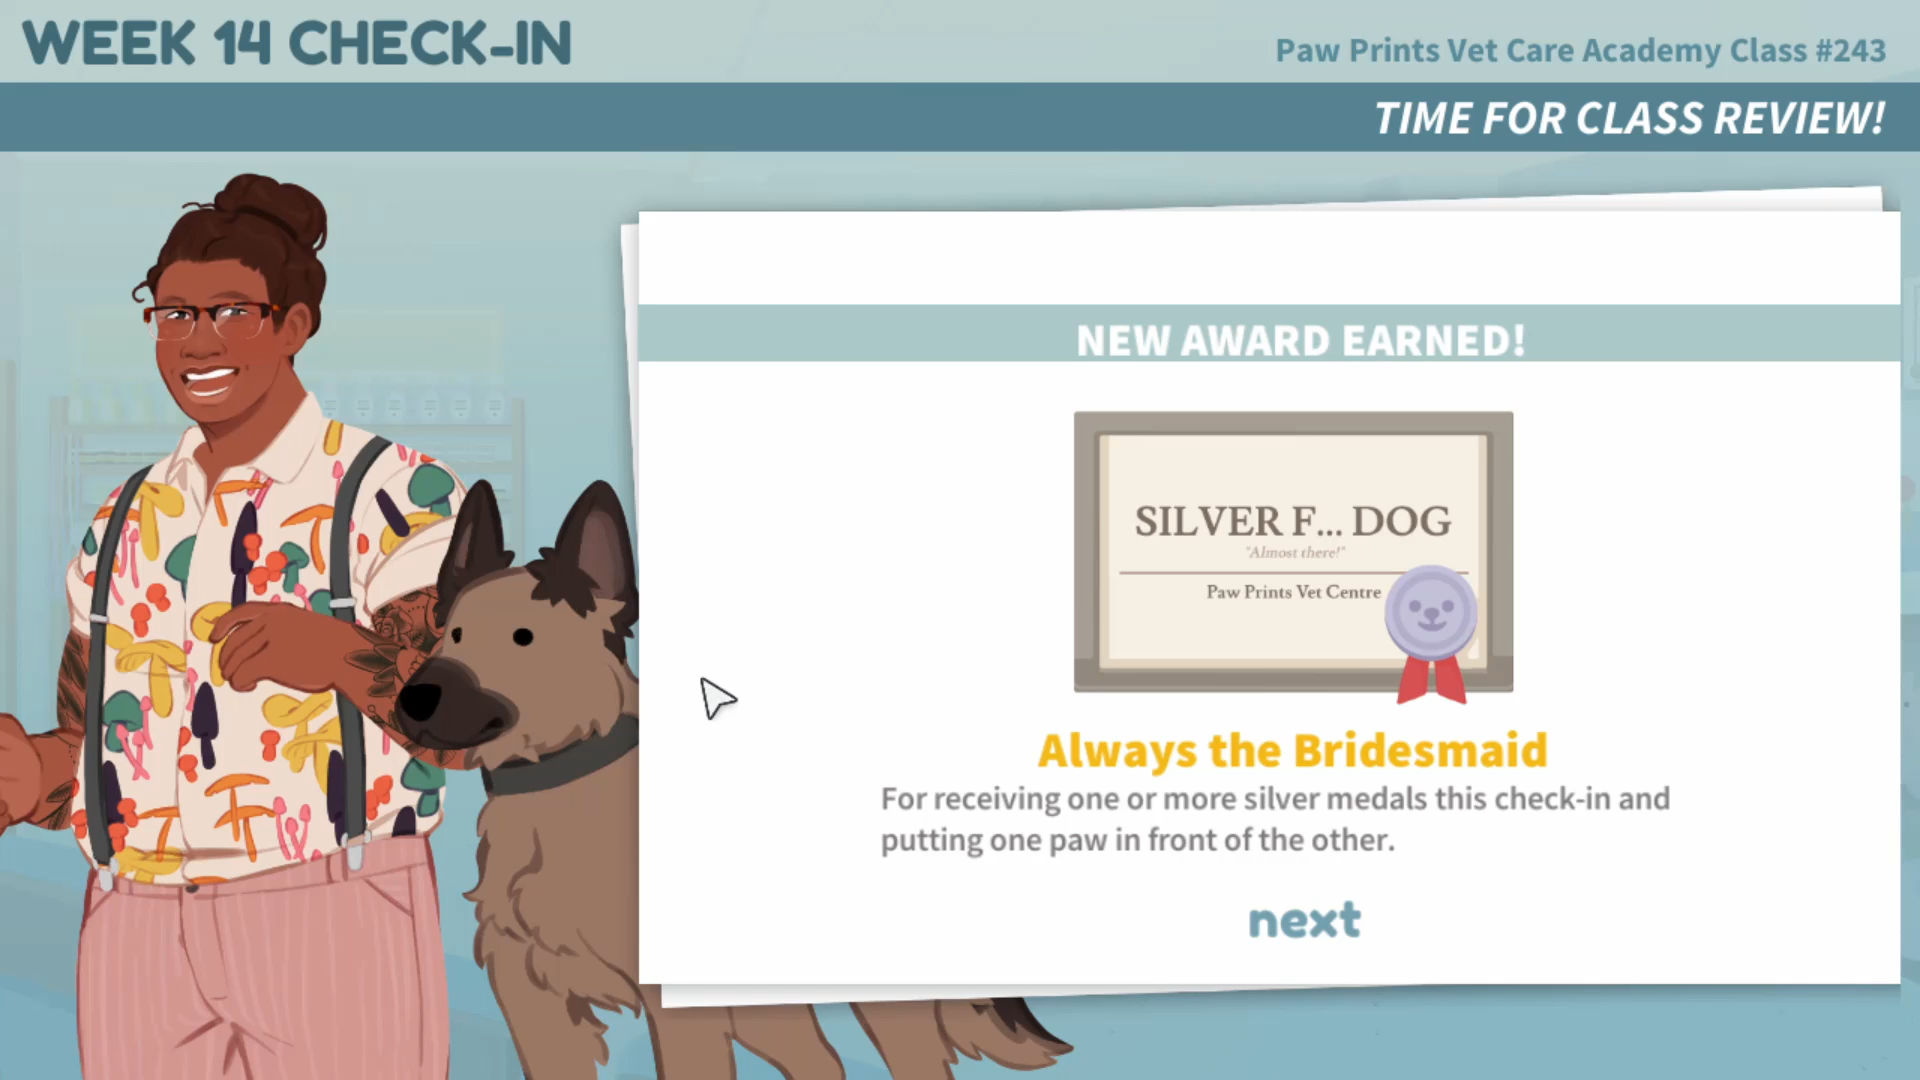 WEEK 14 CHECK-IN
Paw Prints Vet Care Academy Class #243
TIME FOR CLASS REVIEW!
NEW AWARD EARNED!
SILVER F... DOG
"Almost there!"
Paw Prints Vet Centre
Always the Bridesmaid
For receiving one or more silver medals this check-in and
putting one paw in front of the other.
next